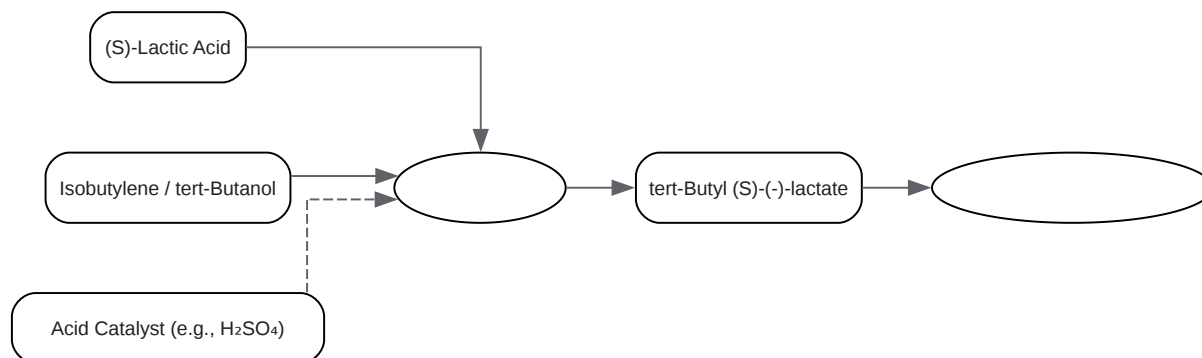 (S)-Lactic Acid
Isobutylene / tert-Butanol
tert-Butyl (S)-(-)-lactate
Acid Catalyst (e.g., H₂SO₄)